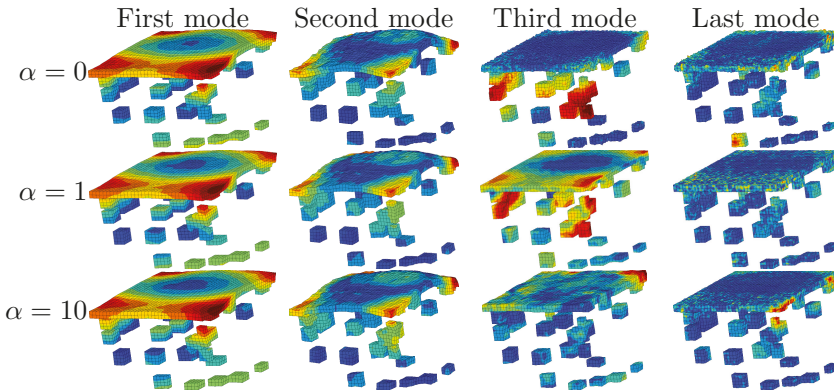 First mode Second mode Third mode Last mode
α = 0
α = 1
α = 10